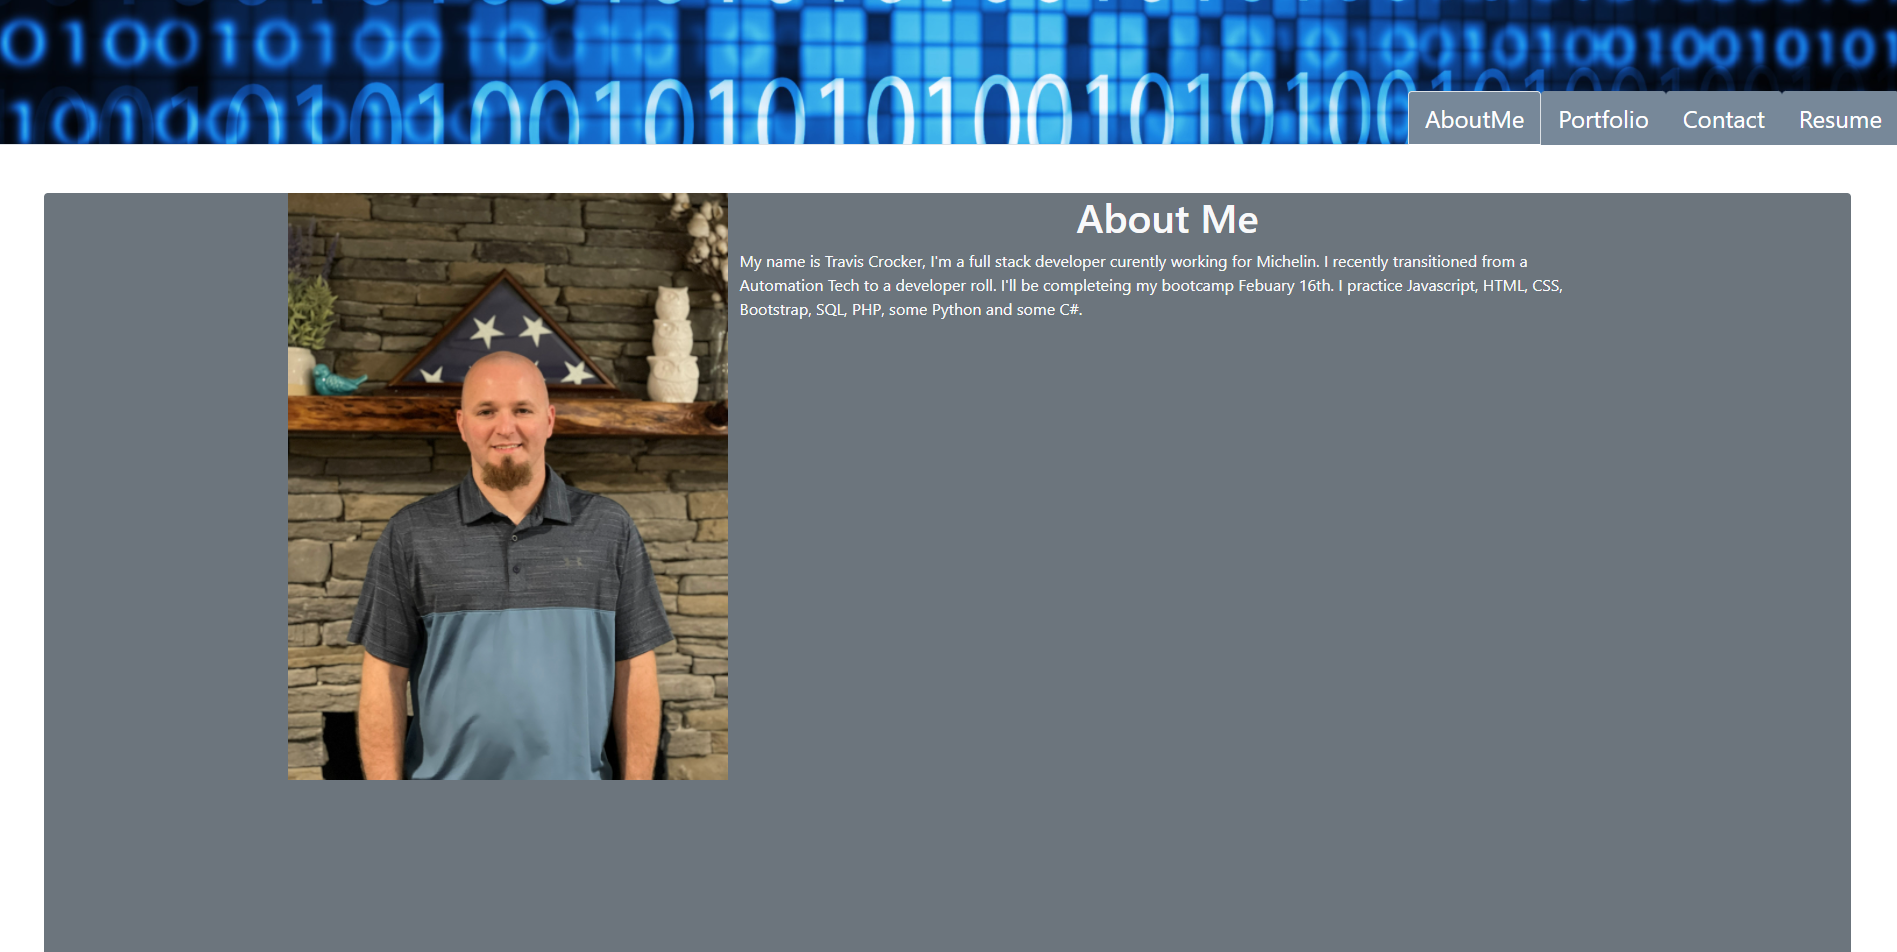 AboutMe Portfolio Contact Resume
About Me
My name is Travis Crocker, I'm a full stack developer curently working for Michelin. I recently transitioned from a
Automation Tech to a developer roll. I'll be completeing my bootcamp Febuary 16th. I practice Javascript, HTML, CSS,
Bootstrap, SQL, PHP, some Python and some C#.